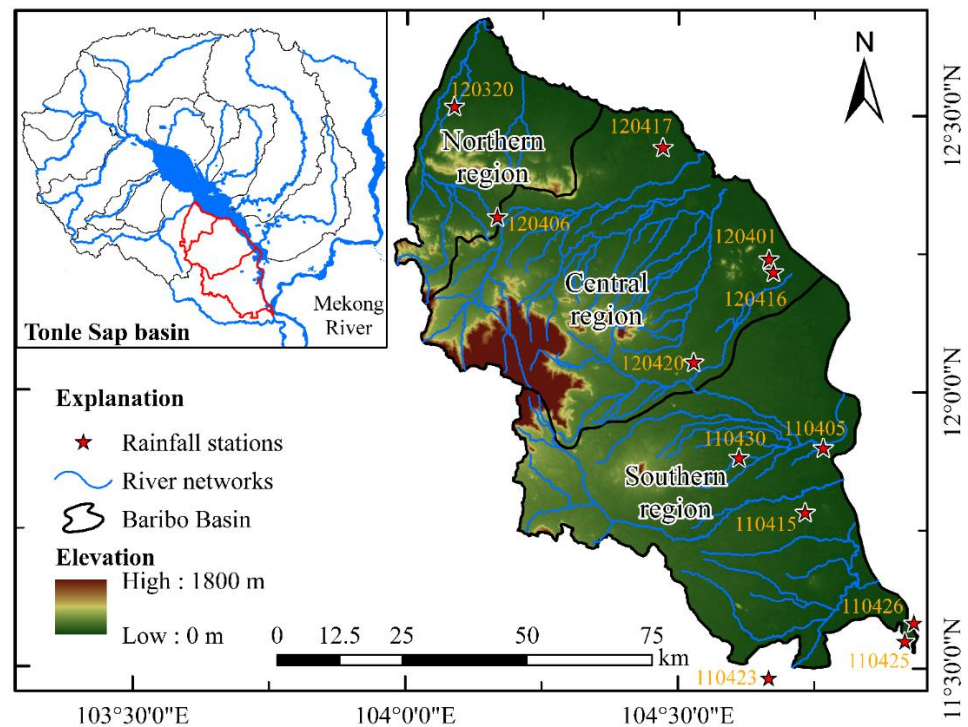 N
120320
120417
Northern
region
120406
120401
Central
region
120416
Mekong
River
Tonle Sap basin
120420
Explanation
Rainfall stations
River networks
Baribo Basin
Elevation
High : 1800 m
Low : 0 m
110430
110405
Southern
region
110415
110426
110425
110423
0 12.5 25 50 75
km
103°30'0"E 104°0'0"E 104°30'0"E
12°30'0"N
12°0'0"N
11°30'0"N